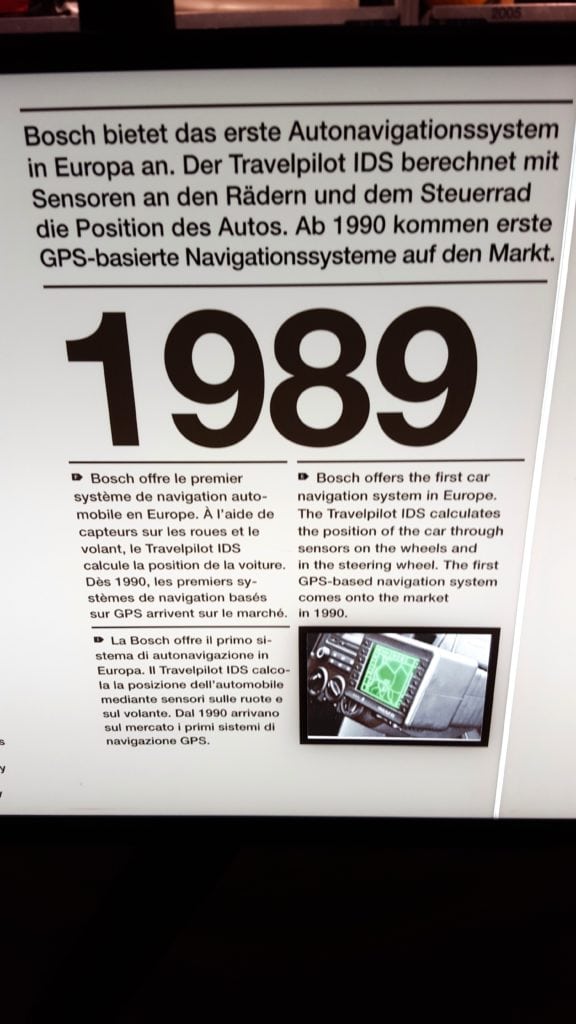 2005
Bosch bietet das erste Autonavigationssystem
in Europa an. Der Travelpilot IDS berechnet mit
Sensoren an den Rädern und dem Steuerrad
die Position des Autos. Ab 1990 kommen erste
GPS-basierte Navigationssysteme auf den Markt.
1989
Bosch offre le premier
système de navigation auto-
mobile en Europe. À l'aide de
capteurs sur les roues et le
volant, le Travelpilot IDS
calcule la position de la voiture.
Dès 1990, les premiers sy-
stèmes de navigation basés
sur GPS arrivent sur le marché.
Bosch offers the first car
navigation system in Europe.
The Travelpilot IDS calculates
the position of the car through
sensors on the wheels and
in the steering wheel. The first
GPS-based navigation system
comes onto the market
in 1990.
La Bosch offre il primo si-
stema di autonavigazione in
Europa. Il Travelpilot IDS calco-
la la posizione dell'automobile
mediante sensori sulle ruote e
sul volante. Dal 1990 arrivano
sul mercato i primi sistemi di
navigazione GPS.
s
y